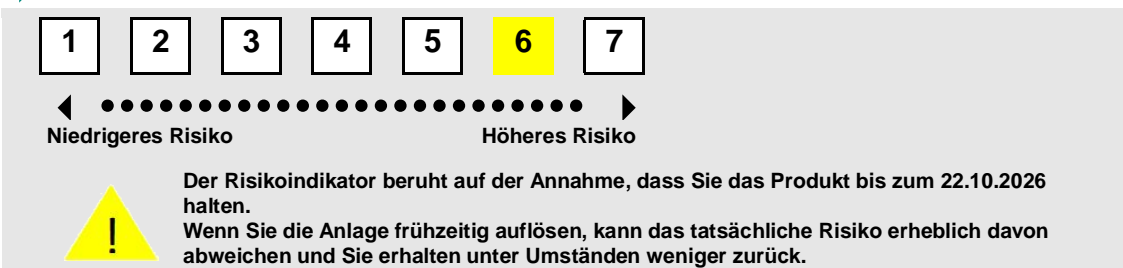 1 2 3 4 5 6 7
Niedrigeres Risiko Höheres Risiko
Der Risikoindikator beruht auf der Annahme, dass Sie das Produkt bis zum 22.10.2026
halten.
! Wenn Sie die Anlage frühzeitig auflösen, kann das tatsächliche Risiko erheblich davon
abweichen und Sie erhalten unter Umständen weniger zurück.